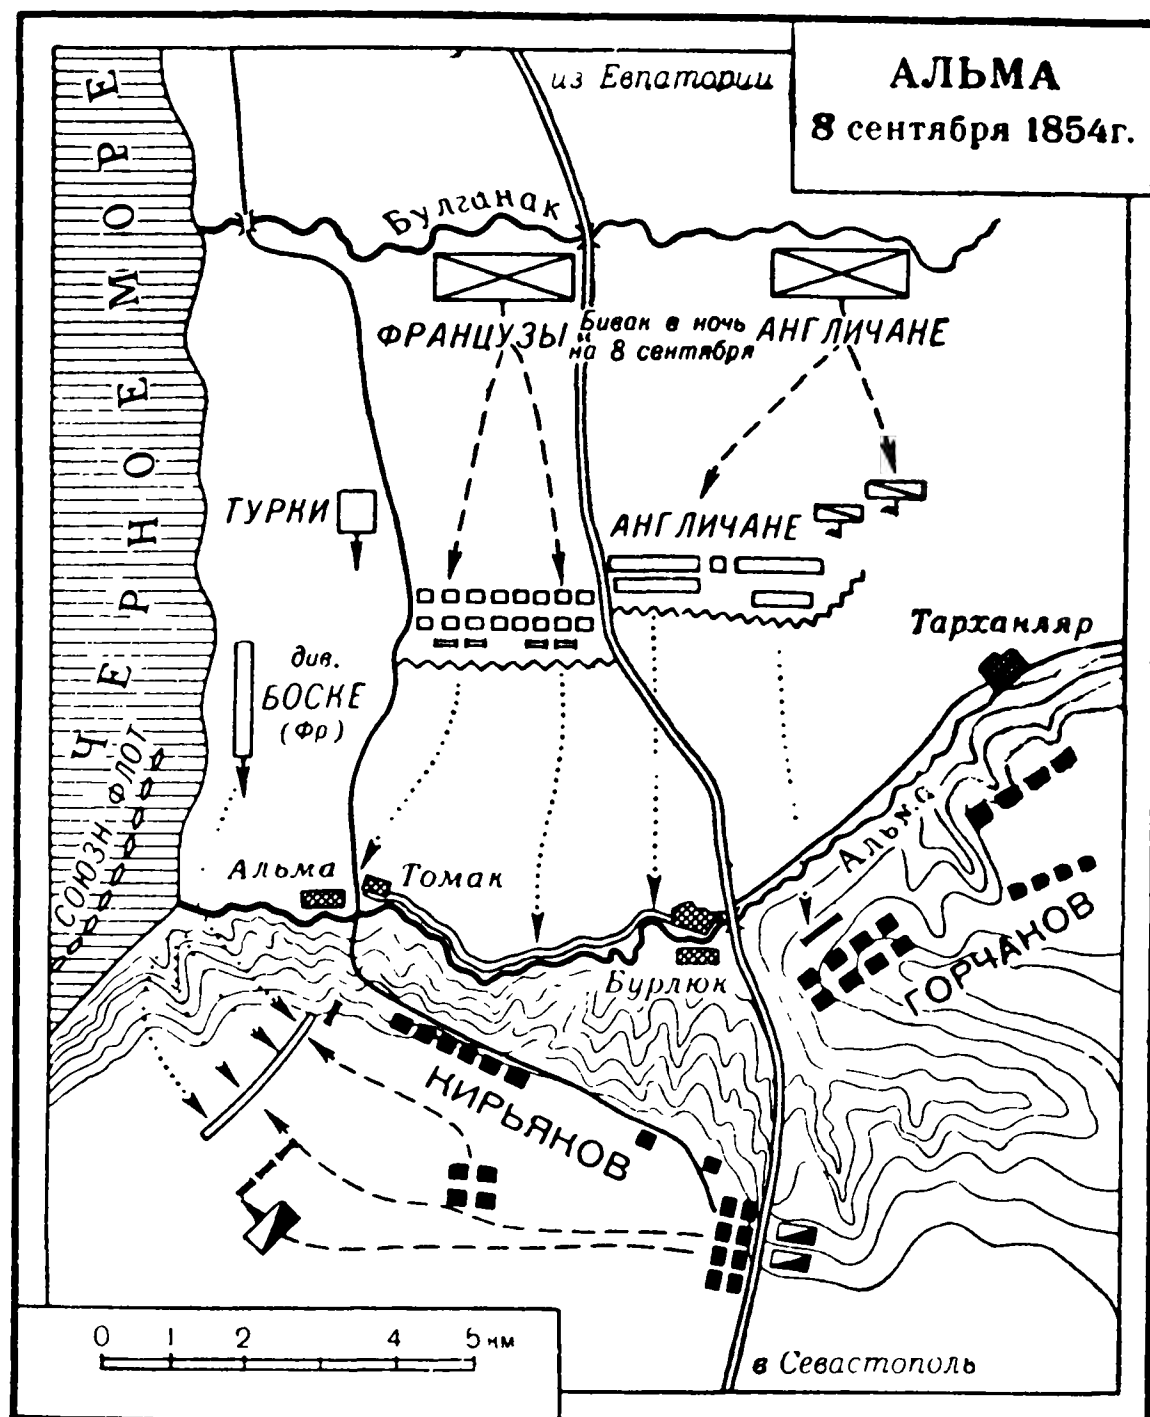 АЛЬМА
8 сентября 1854г.
из Евпатории
ЧЕРНОЕ МОРЕ
Булганак
ФРАНЦУЗЫ
Бивак в ночь
на 8 сентября
АНГЛИЧАНЕ
ТУРКИ
АНГЛИЧАНЕ
Тарханляр
див.
БОСКЕ
(Фр)
СОЮЗН. ФЛОТ
Альма
Альма
Томак
Бурлюк
ГОРЧАКОВ
КИРЬЯКОВ
0 1 2 4 5 км
в Севастополь